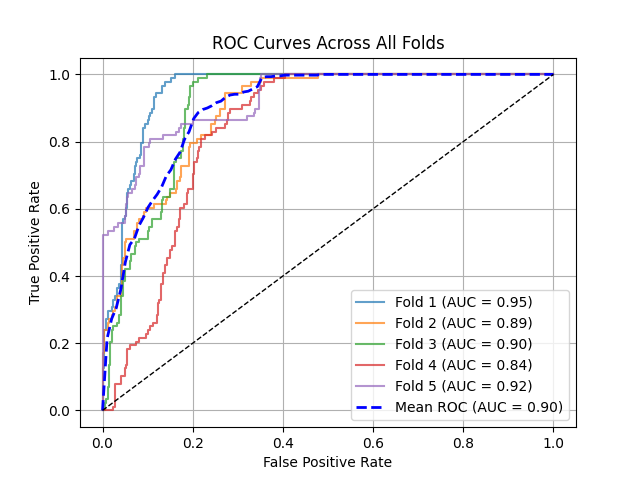 ROC Curves Across All Folds
True Positive Rate
1.0
0.8
0.6
0.4
0.2
0.0
Fold 1 (AUC = 0.95)
Fold 2 (AUC = 0.89)
Fold 3 (AUC = 0.90)
Fold 4 (AUC = 0.84)
Fold 5 (AUC = 0.92)
Mean ROC (AUC = 0.90)
0.0 0.2 0.4 0.6 0.8 1.0
False Positive Rate